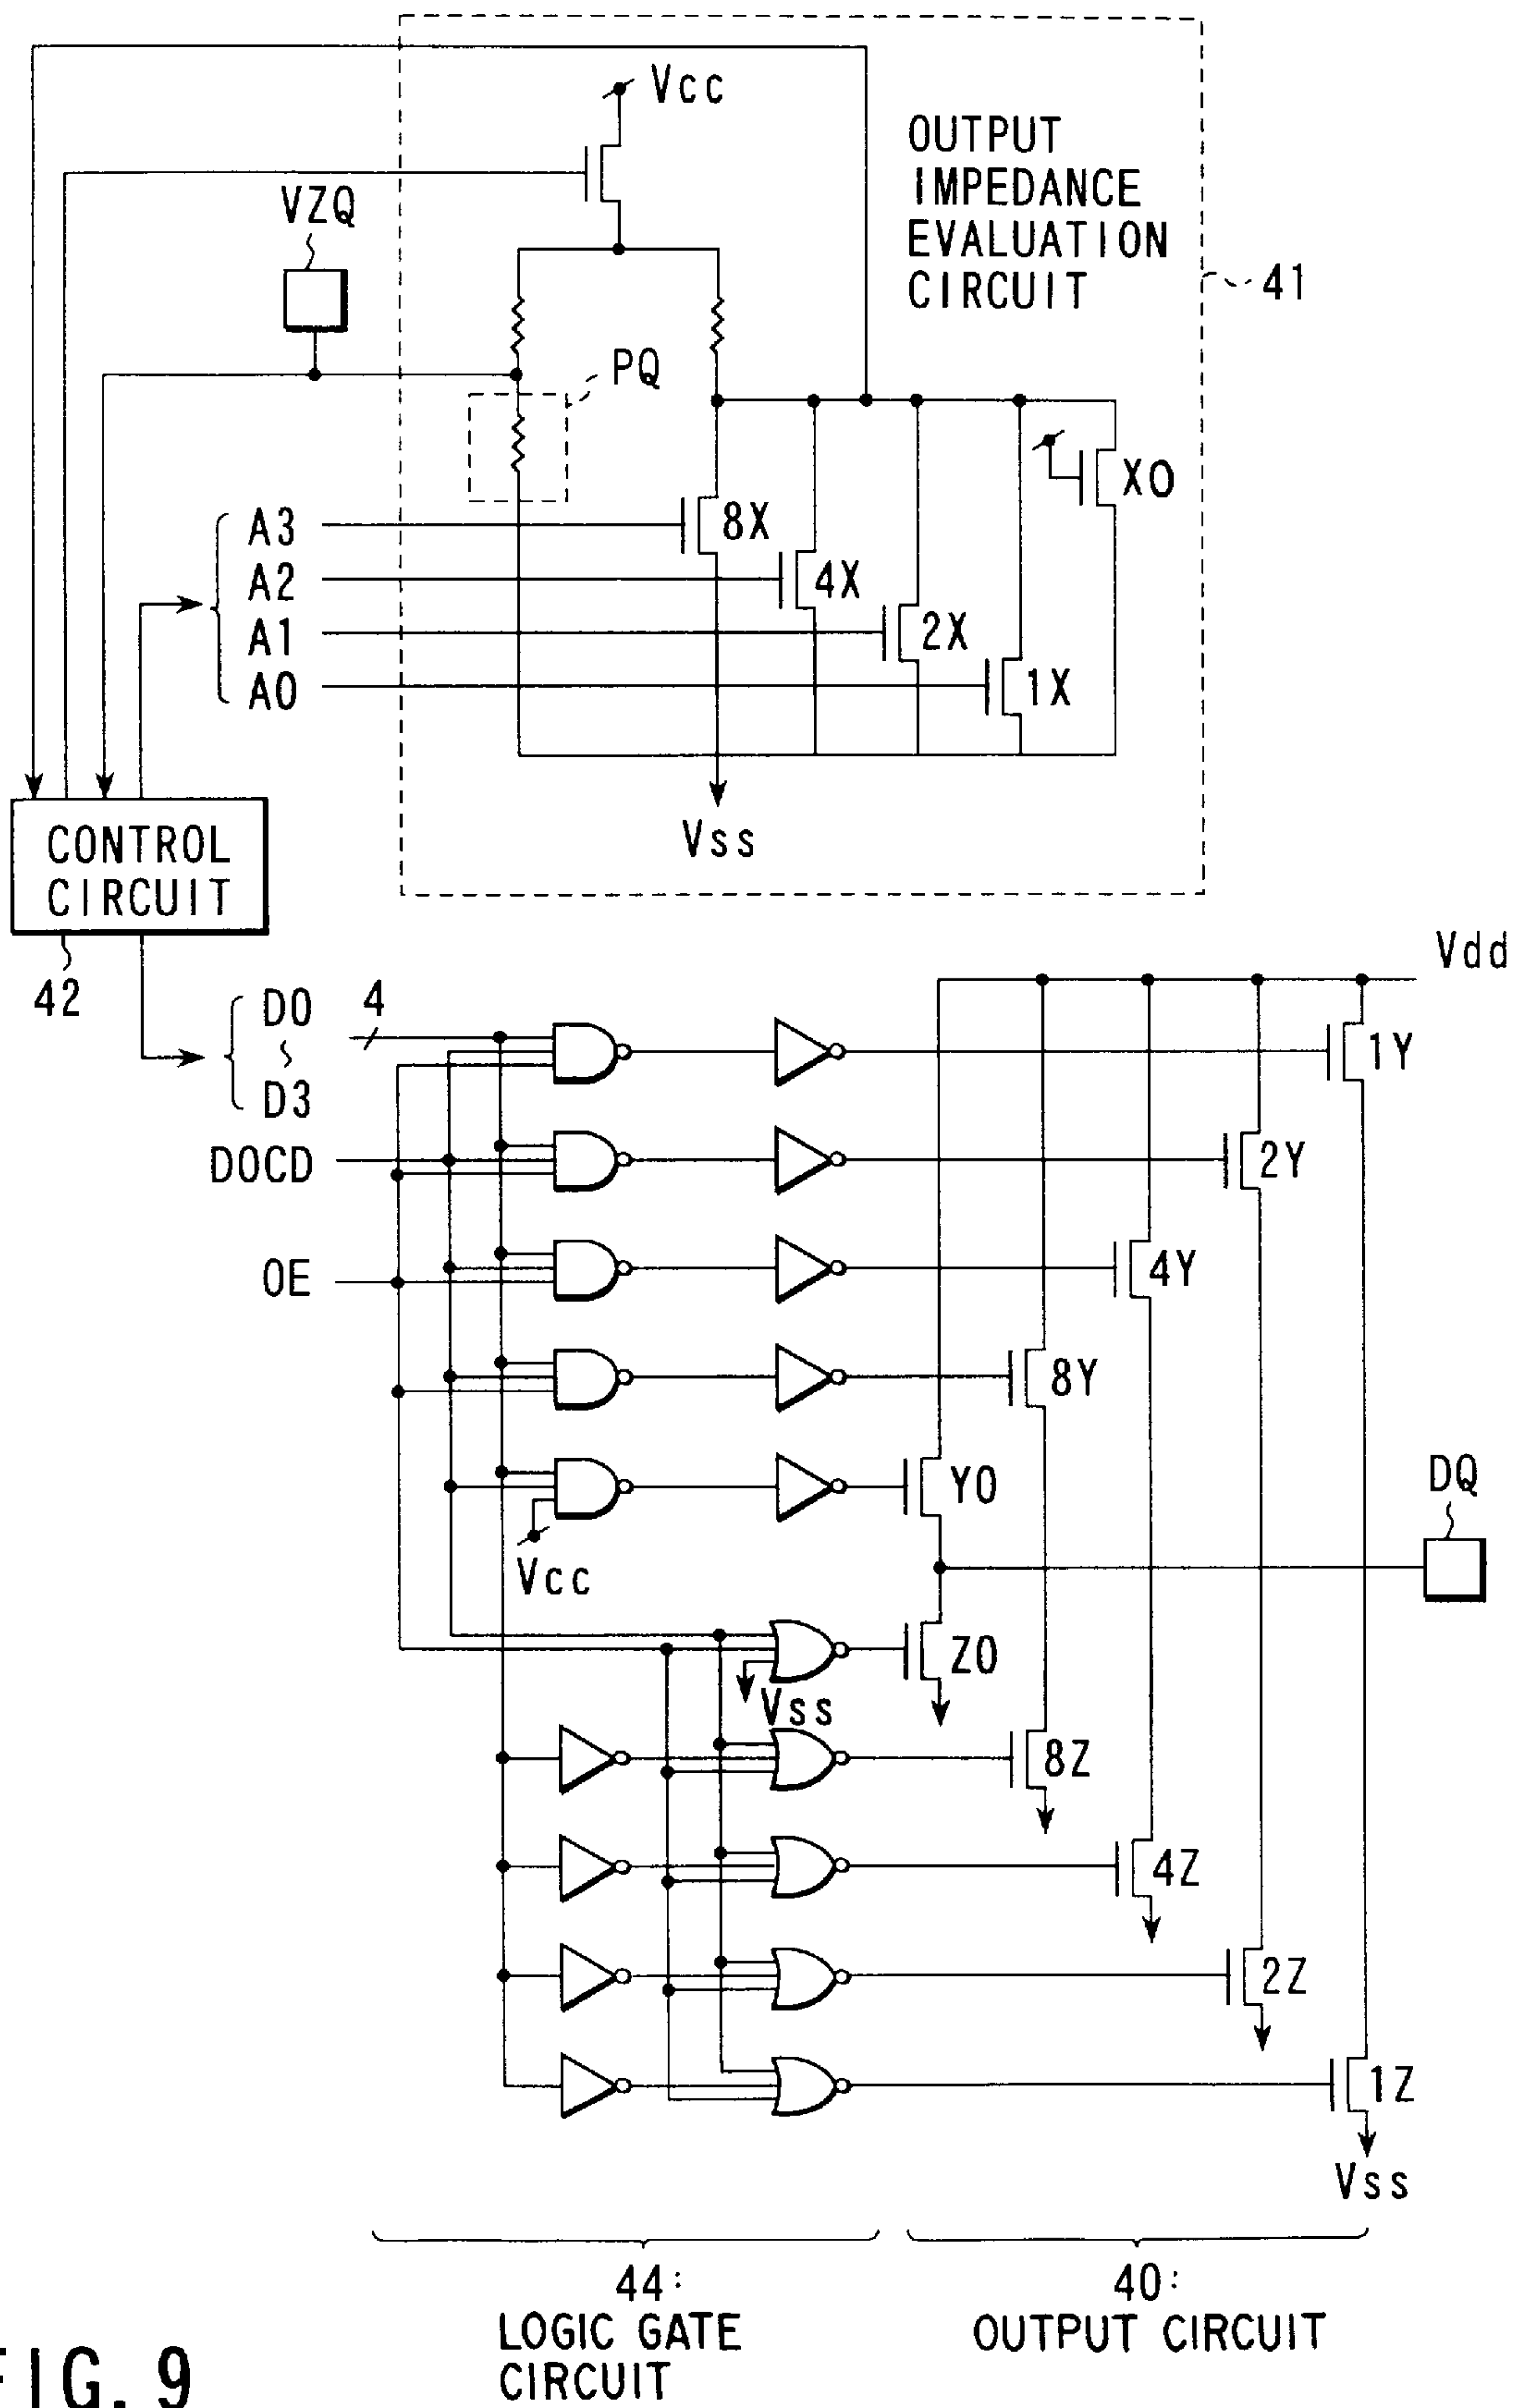 Vcc
OUTPUT
IMPEDANCE
EVALUATION
CIRCUIT
41
VZQ
PQ
X0
A3
8X
A2
4X
A1
2X
A0
1X
Vss
CONTROL
CIRCUIT
42
Vdd
D0
4
D3
1Y
DOCD
2Y
OE
4Y
8Y
Y0
DQ
Vcc
Z0
Vss
8Z
4Z
2Z
1Z
Vss
44:
LOGIC GATE
CIRCUIT
40:
OUTPUT CIRCUIT
FIG. 9